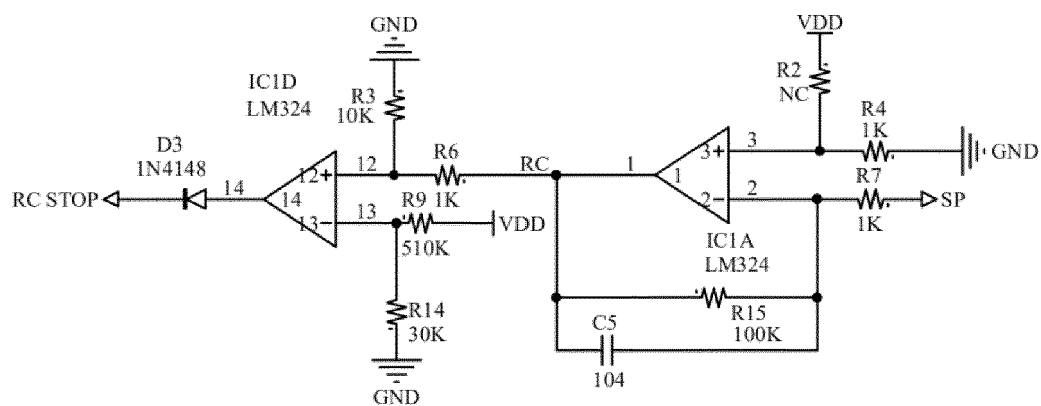 GND
VDD
IC1D
LM324
R3
10K
R2
NC
R4
1K
D3
1N4148
12
R6
1K
RC
1
3
GND
RC STOP
14
12+
14
13−
13
R9
510K
VDD
3+
1
2−
2
R7
1K
SP
IC1A
LM324
R14
30K
R15
100K
C5
104
GND